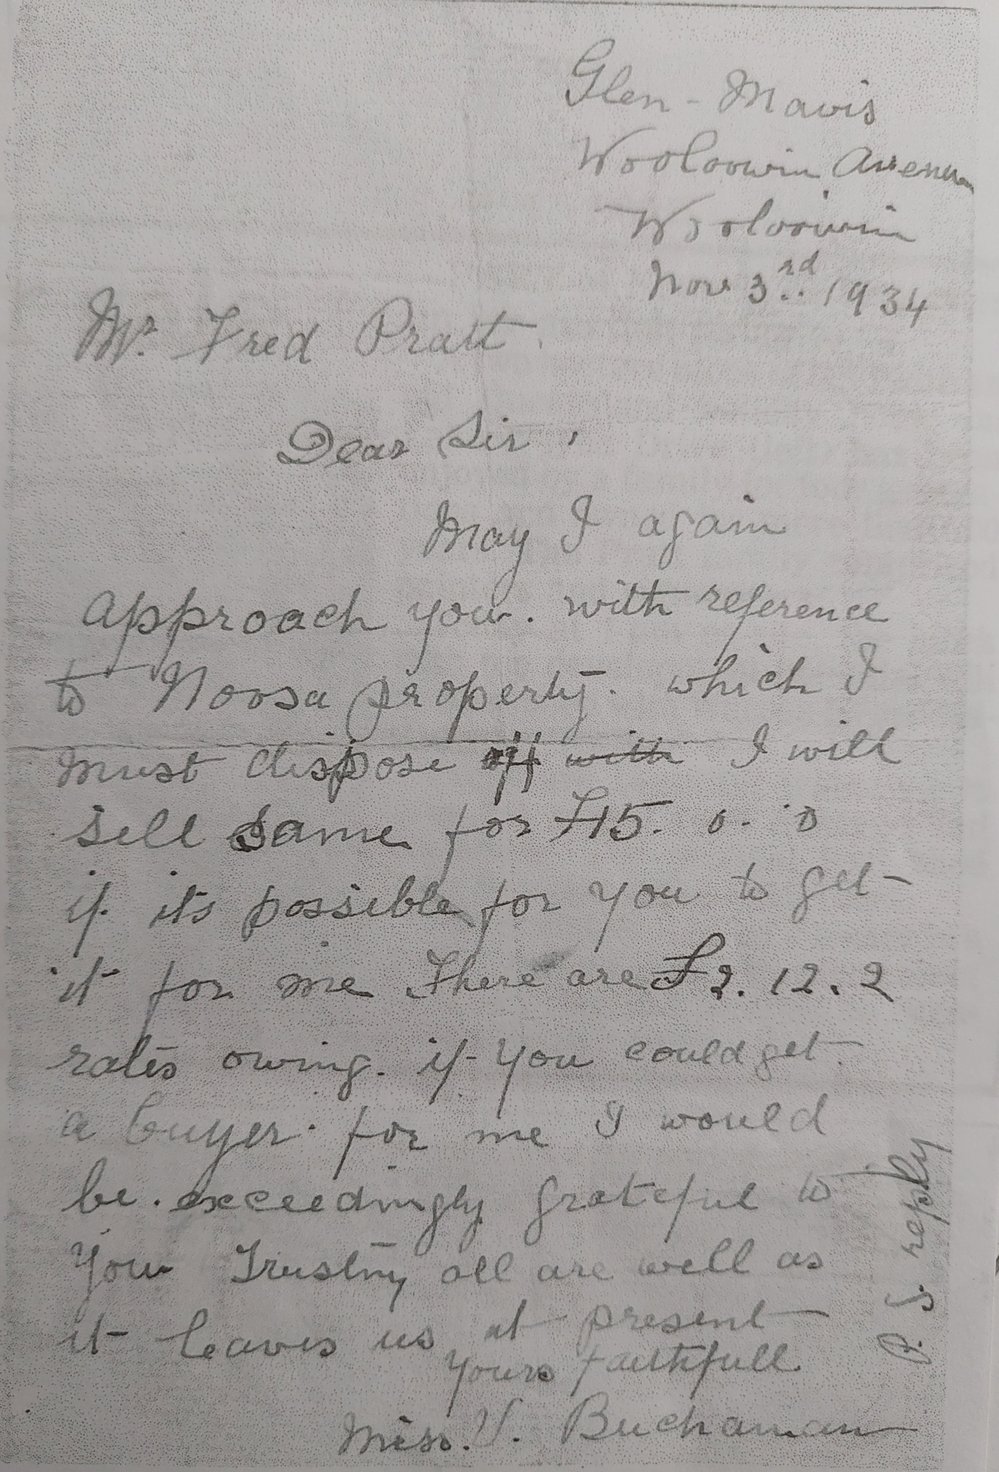 Glen - Mavis
Wooloowin Avenue
Wooloowin
Nov 3rd. 1934
Mr. Fred Pratt.
Dear Sir,
May I again
approach you. with reference
to Noosa property. which I
must dispose off with I will
sell same for £15. 0. 0
if its possible for you to get
it for me There are £2. 12. 2
rates owing. if you could get
a buyer. for me I would
be. exceedingly grateful to
you Trusting all are well as
it leaves us at present
yours faithfull
Miss. V. Buchanan
P. S. reply